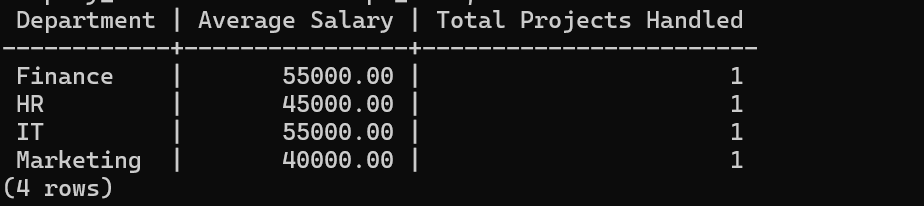 Department | Average Salary | Total Projects Handled
------------+----------------+------------------------
Finance    |       55000.00 |                      1
HR         |       45000.00 |                      1
IT         |       55000.00 |                      1
Marketing  |       40000.00 |                      1
(4 rows)